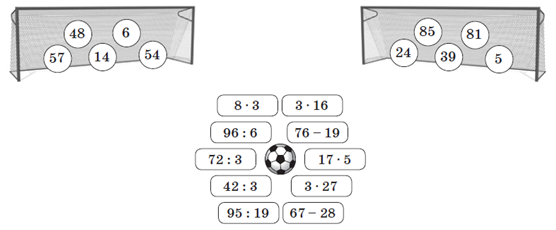 48 6
57 14 54
85 81
24 39 5
8 · 3 3 · 16
96 : 6 76 – 19
72 : 3 17 · 5
42 : 3 3 · 27
95 : 19 67 – 28